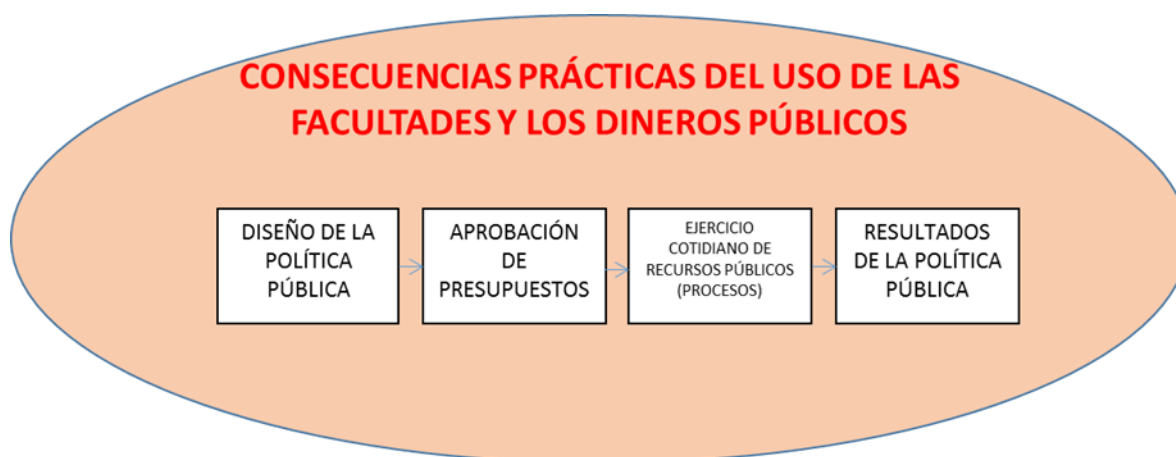 CONSECUENCIAS PRÁCTICAS DEL USO DE LAS
FACULTADES Y LOS DINEROS PÚBLICOS
DISEÑO DE LA
POLÍTICA
PÚBLICA
APROBACIÓN
DE
PRESUPUESTOS
EJERCICIO
COTIDIANO DE
RECURSOS PÚBLICOS
(PROCESOS)
RESULTADOS
DE LA POLÍTICA
PÚBLICA